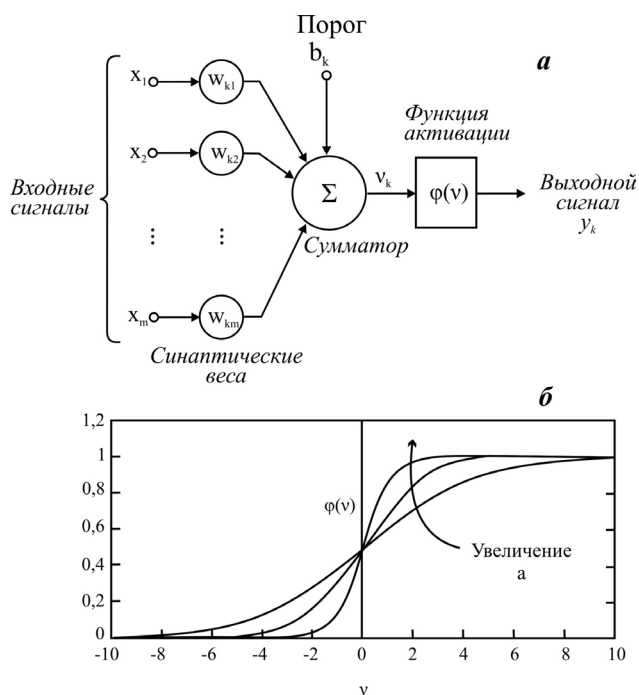 Порог
b_k
а
x_1
w_k1
Функция
активации
x_2
w_k2
Входные
сигналы
Σ
v_k
φ(v)
Выходной
сигнал
y_k
Сумматор
x_m
w_km
Синаптические
веса
б
1,2
1
0,8
0,6
0,4
0,2
0
φ(v)
Увеличение
a
-10 -8 -6 -4 -2 0 2 4 6 8 10
v